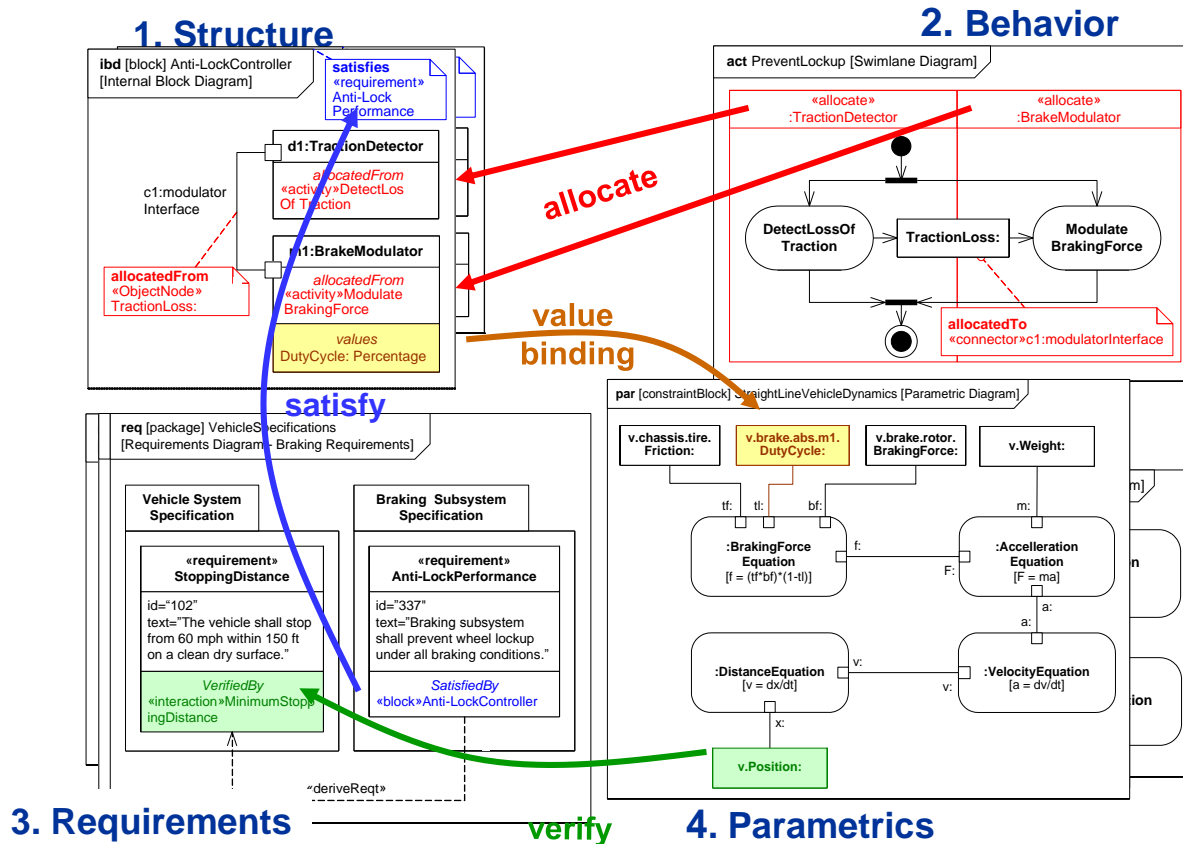 1. Structure
ibd [block] Anti-LockController
[Internal Block Diagram]
satisfies
«requirement»
Anti-Lock
Performance
d1:TractionDetector
allocatedFrom
«activity»DetectLos
Of Traction
c1:modulator
Interface
m1:BrakeModulator
allocatedFrom
«activity»Modulate
BrakingForce
values
DutyCycle: Percentage
allocatedFrom
«ObjectNode»
TractionLoss:
2. Behavior
act PreventLockup [Swimlane Diagram]
«allocate»
:TractionDetector
«allocate»
:BrakeModulator
DetectLossOf
Traction
TractionLoss:
Modulate
BrakingForce
allocatedTo
«connector»c1:modulatorInterface
allocate
value
binding
satisfy
req [package] VehicleSpecifications
[Requirements Diagram - Braking Requirements]
Vehicle System
Specification
«requirement»
StoppingDistance
id=“102”
text=”The vehicle shall stop
from 60 mph within 150 ft
on a clean dry surface.”
VerifiedBy
«interaction»MinimumStopp
ingDistance
Braking Subsystem
Specification
«requirement»
Anti-LockPerformance
id=”337"
text=”Braking subsystem
shall prevent wheel lockup
under all braking conditions.”
SatisfiedBy
«block»Anti-LockController
«deriveReqt»
3. Requirements
par [constraintBlock] StraightLineVehicleDynamics [Parametric Diagram]
v.chassis.tire.
Friction:
v.brake.abs.m1.
DutyCycle:
v.brake.rotor.
BrakingForce:
v.Weight:
tf:
tl:
bf:
m:
:BrakingForce
Equation
[f = (tf*bf)*(1-tl)]
f:
F:
:Accelleration
Equation
[F = ma]
a:
a:
:DistanceEquation
[v = dx/dt]
v:
v:
:VelocityEquation
[a = dv/dt]
x:
v.Position:
m]
on
tion
verify
4. Parametrics